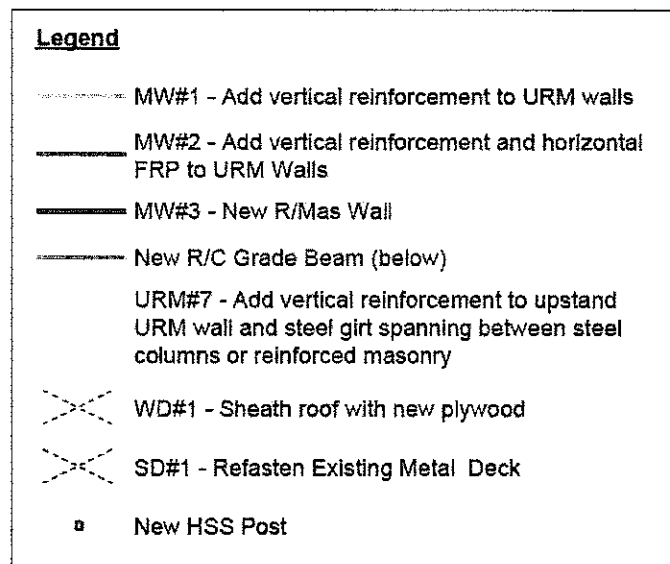 Legend
MW#1 - Add vertical reinforcement to URM walls
MW#2 - Add vertical reinforcement and horizontal
FRP to URM Walls
MW#3 - New R/Mas Wall
New R/C Grade Beam (below)
URM#7 - Add vertical reinforcement to upstand
URM wall and steel girt spanning between steel
columns or reinforced masonry
WD#1 - Sheath roof with new plywood
SD#1 - Refasten Existing Metal Deck
New HSS Post